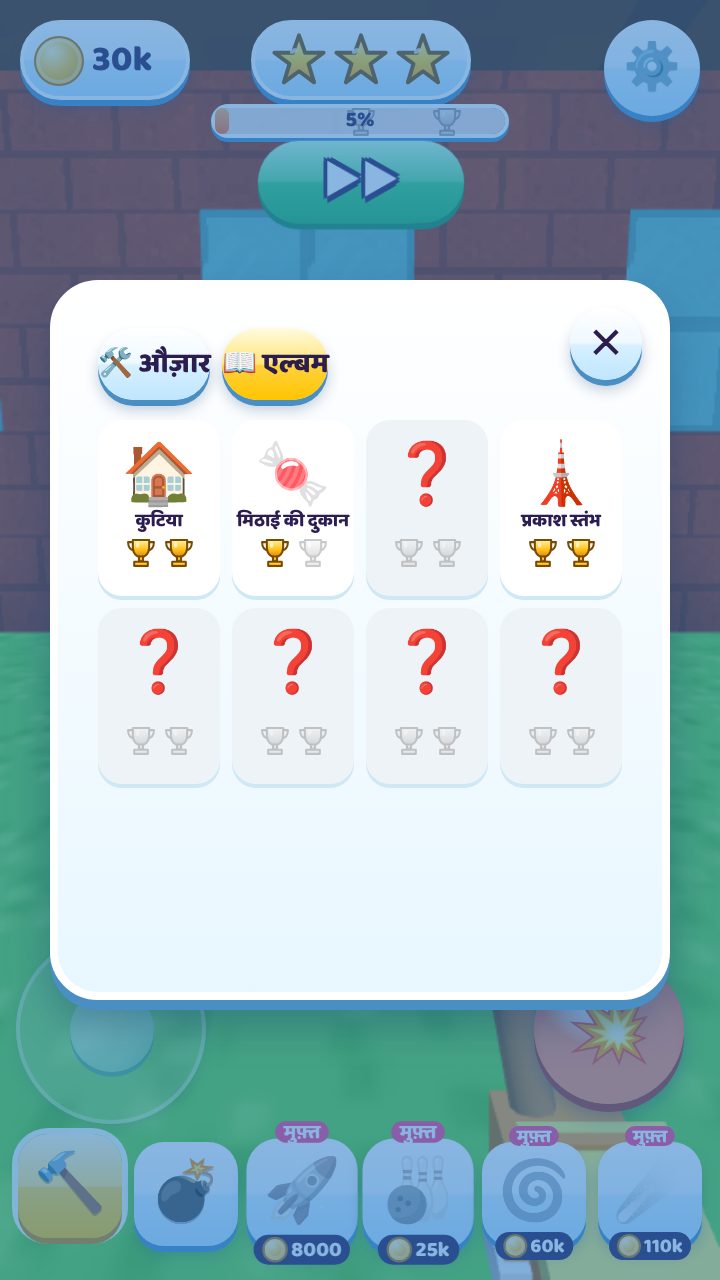 30k
5%
औज़ार
एल्बम
कुटिया
मिठाई की दुकान
प्रकाश स्तंभ
मुफ़्त
मुफ़्त
मुफ़्त
मुफ़्त
8000
25k
60k
110k